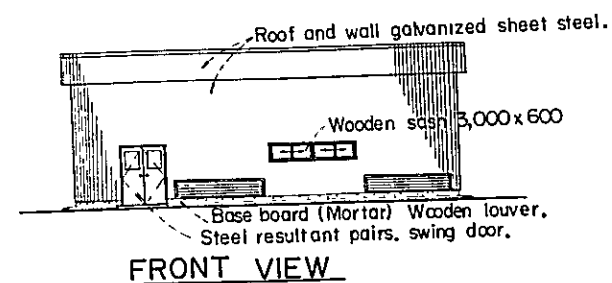 Roof and wall galvanized sheet steel.
Wooden sash 3,000 x 600
Base board (Mortar) Wooden louver.
Steel resultant pairs. swing door.
FRONT VIEW